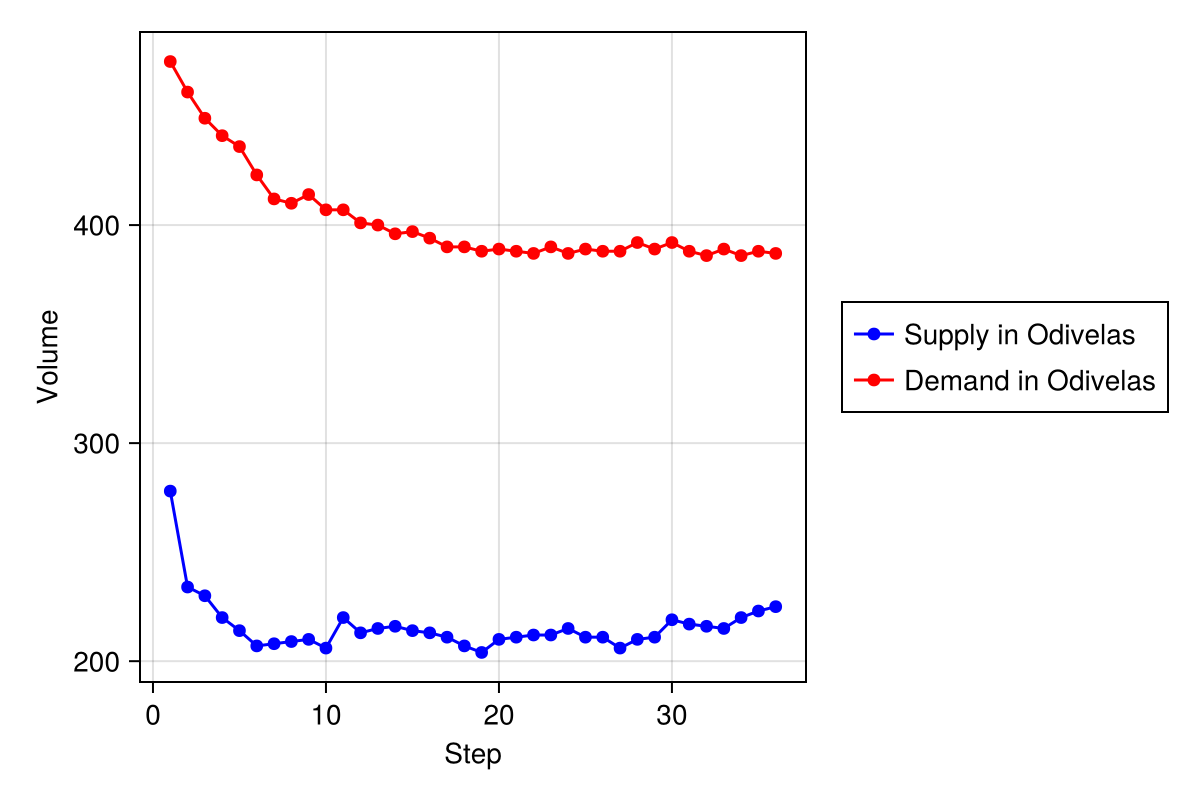 400
300
200
Volume
0 10 20 30
Step
Supply in Odivelas
Demand in Odivelas